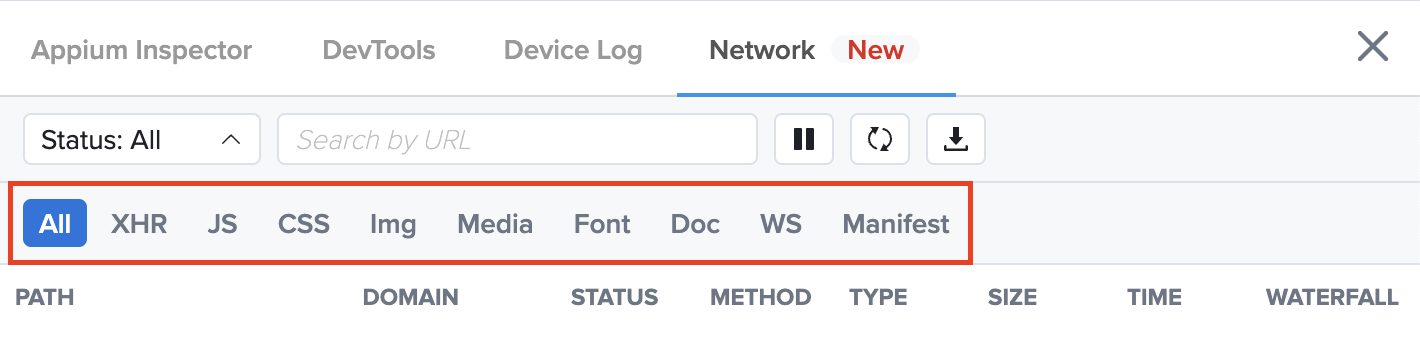 Appium Inspector DevTools Device Log Network New
Status: All Search by URL
All XHR JS CSS Img Media Font Doc WS Manifest
PATH DOMAIN STATUS METHOD TYPE SIZE TIME WATERFALL